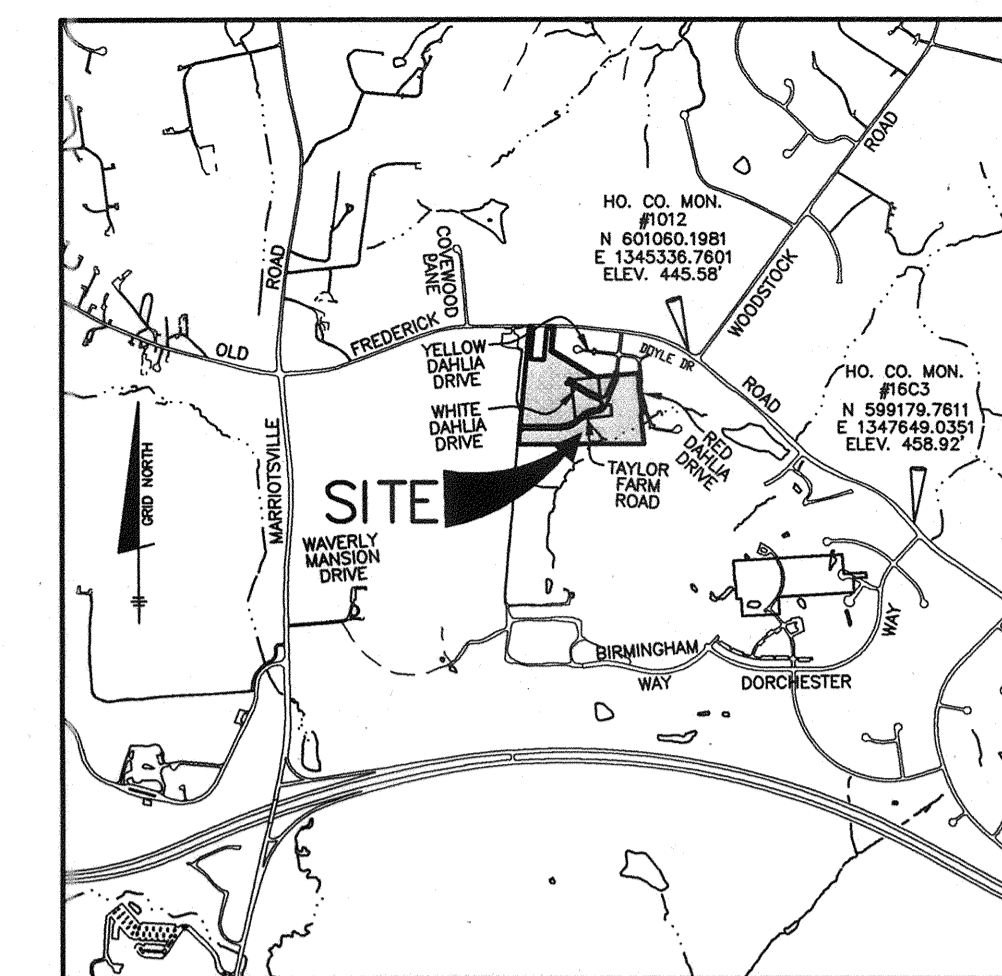 ROAD
HO. CO. MON.
#1012
N 601060.1981
E 1345336.7601
ELEV. 445.58'
COVEWOOD
LANE
ROAD
WOODSTOCK
OLD
FREDERICK
DOYLE DR
ROAD
YELLOW
DAHLIA
DRIVE
HO. CO. MON.
#16C3
N 599179.7611
E 1347649.0351
ELEV. 458.92'
WHITE
DAHLIA
DRIVE
RED
DAHLIA
DRIVE
TAYLOR
FARM
ROAD
GRID NORTH
MARRIOTSVILLE
SITE
WAVERLY
MANSION
DRIVE
BIRMINGHAM
WAY
DORCHESTER
WAY